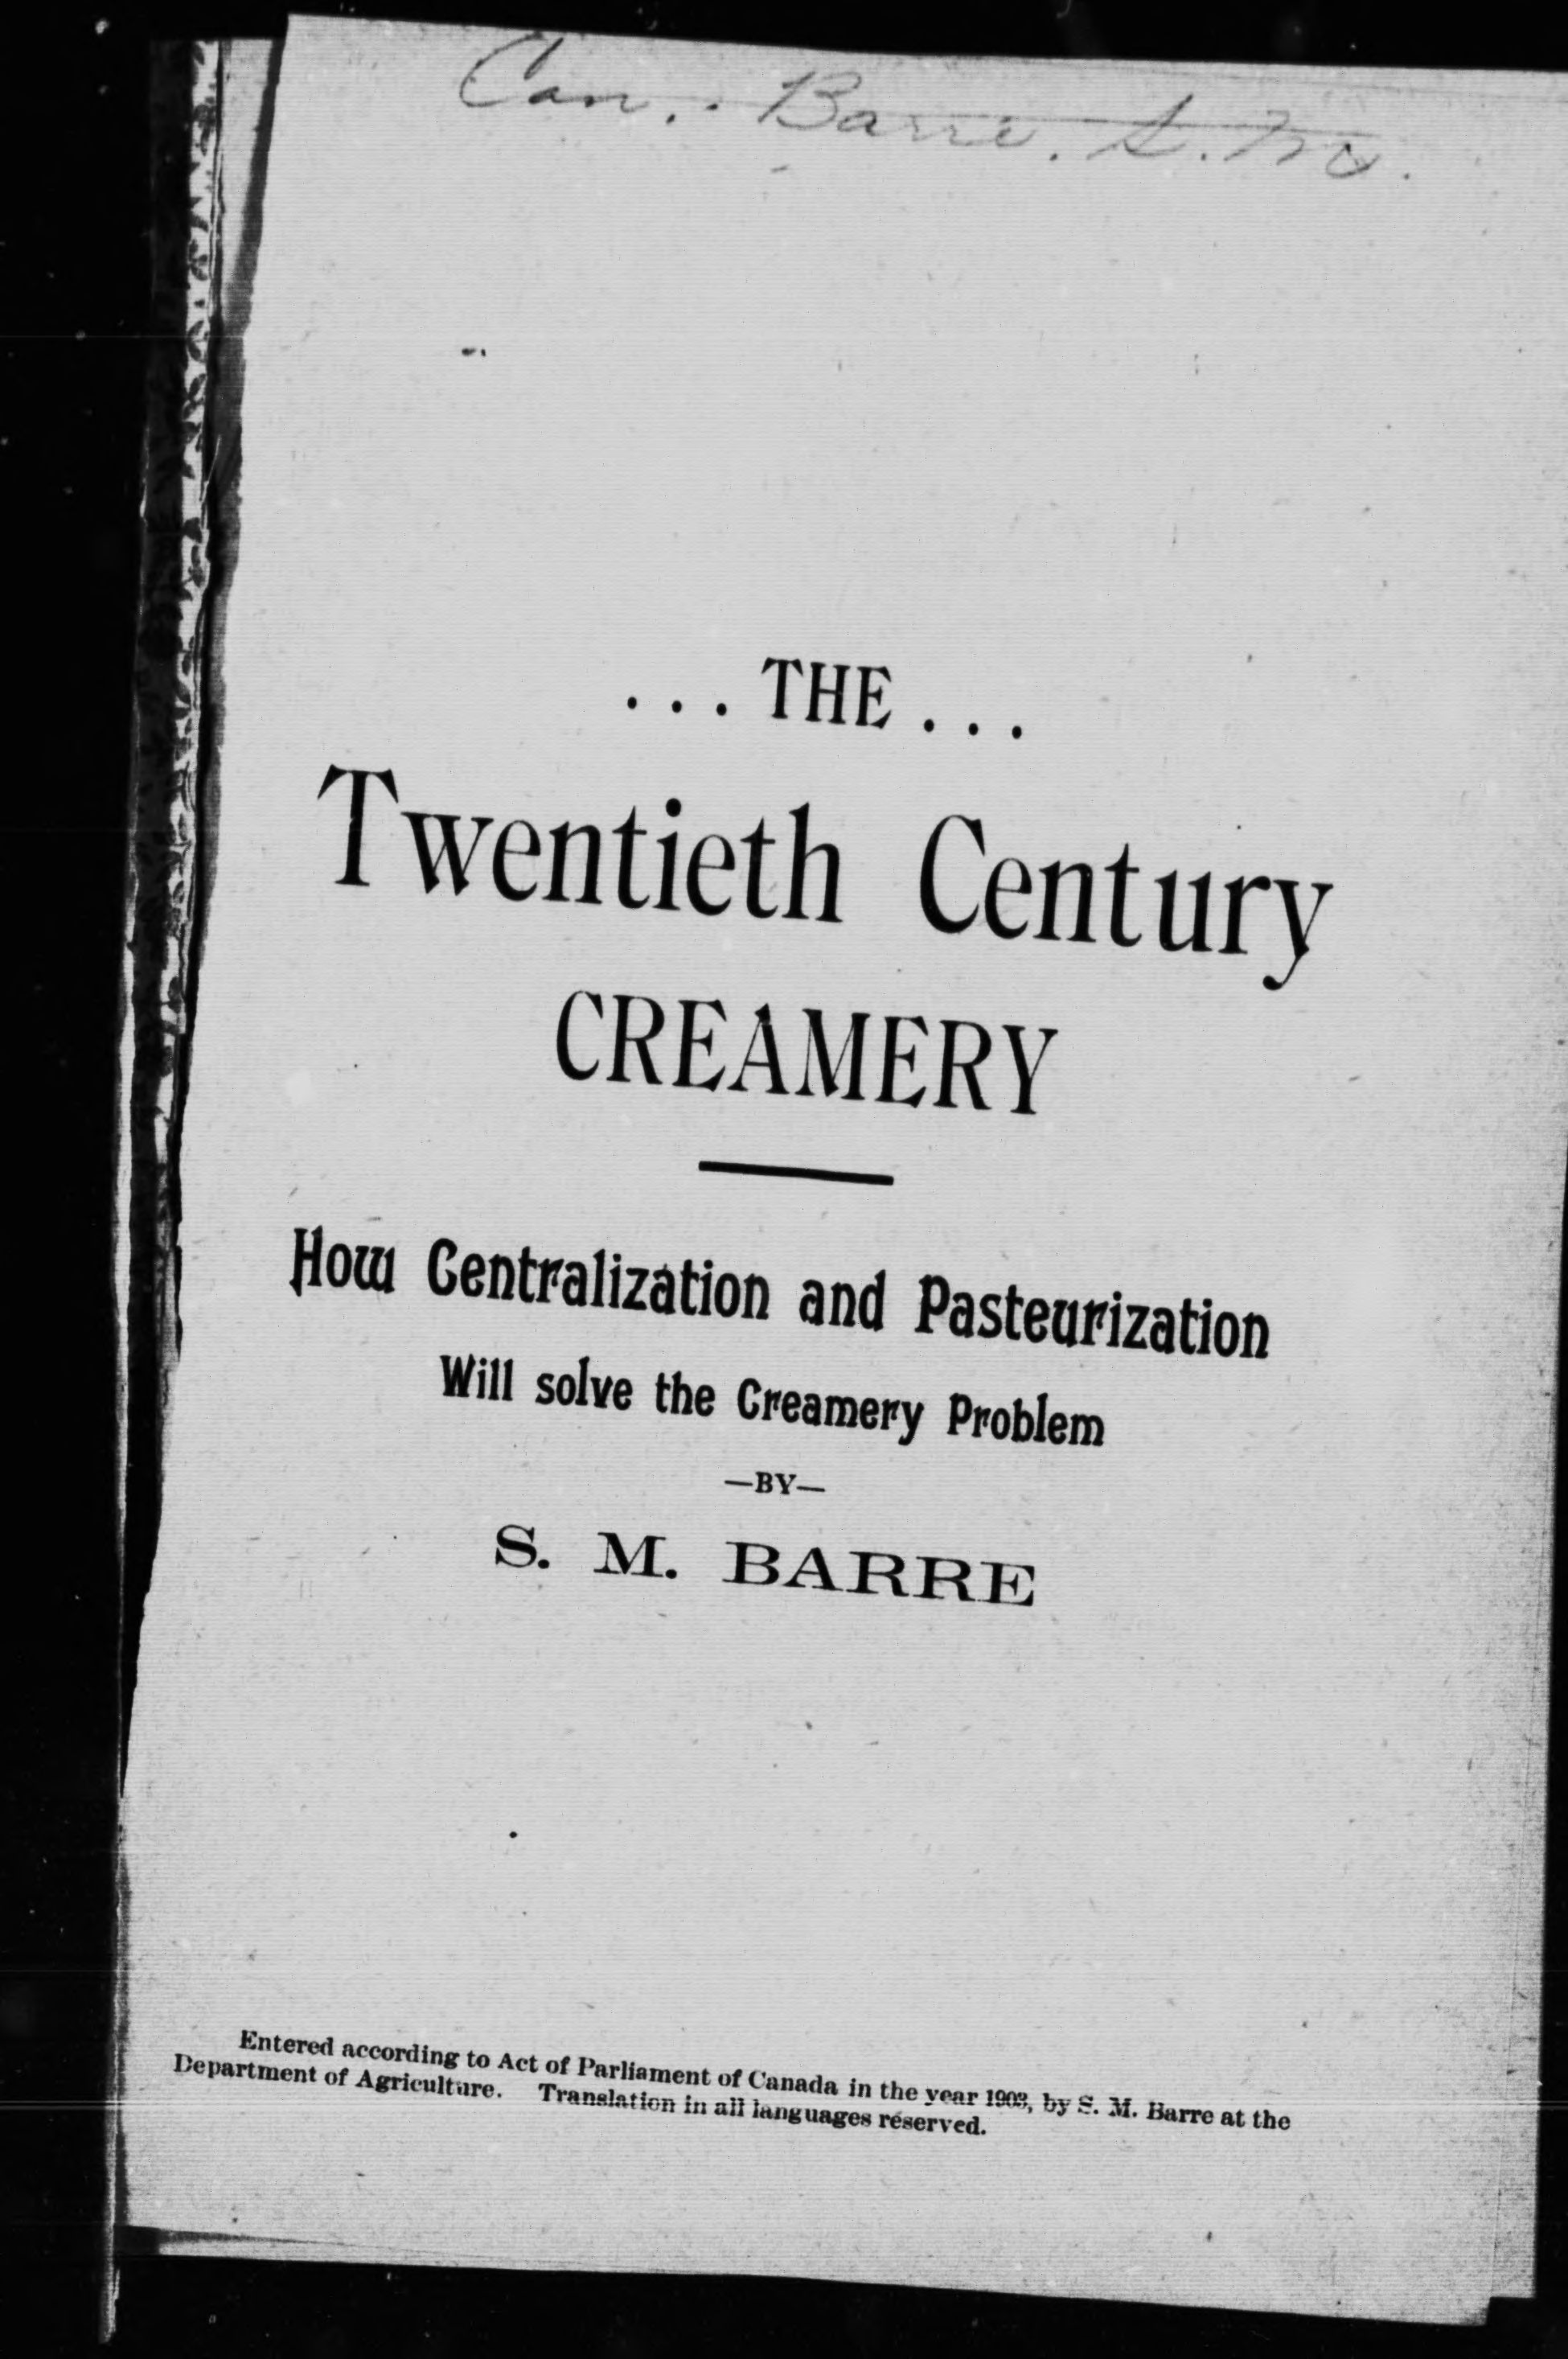 Can. . Barre. S. M.
. . . THE . . .
Twentieth Century
CREAMERY
How Centralization and Pasteurization
Will solve the Creamery Problem
—BY—
S. M. BARRE
Entered according to Act of Parliament of Canada in the year 1903, by S. M. Barre at the
Department of Agriculture. Translation in all languages reserved.